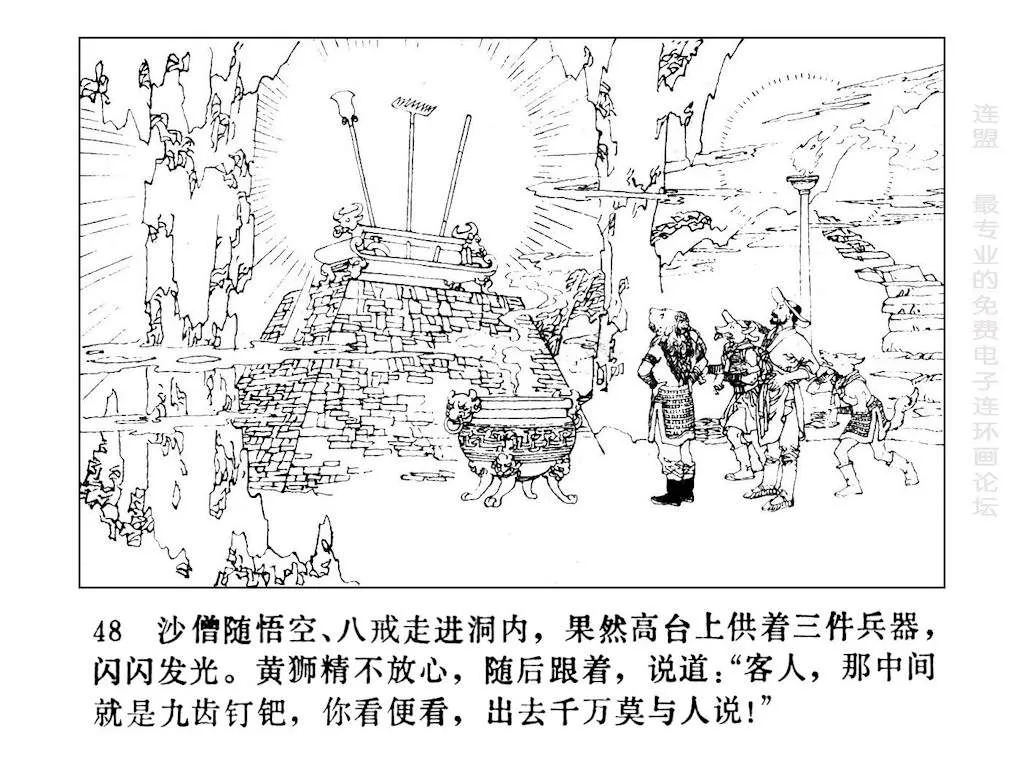 48 沙僧随悟空、八戒走进洞内，果然高台上供着三件兵器，
闪闪发光。黄狮精不放心，随后跟着，说道：“客人，那中间
就是九齿钉钯，你看便看，出去千万莫与人说！”
连盟 最专业的免费电子连环画论坛